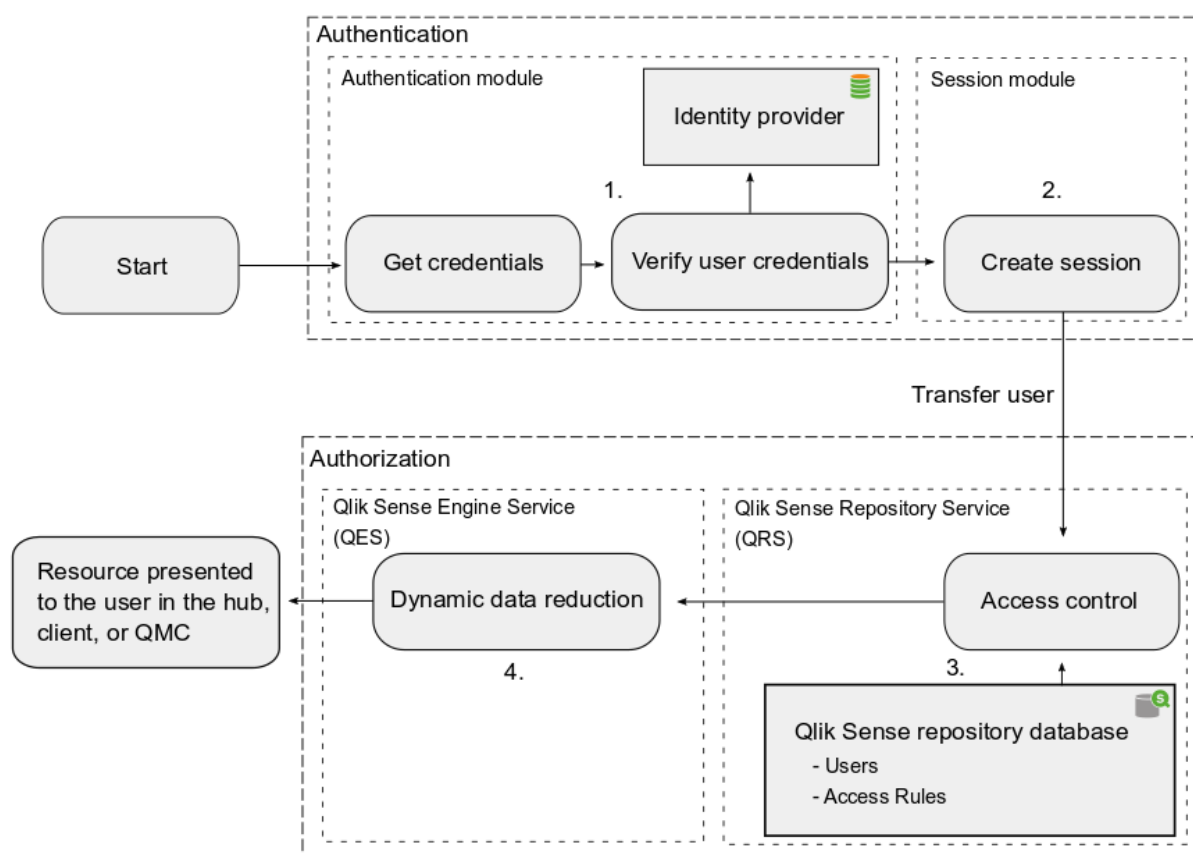 Authentication
Authentication module
Identity provider
Session module
1.
2.
Start
Get credentials
Verify user credentials
Create session
Transfer user
Authorization
Qlik Sense Engine Service
(QES)
Qlik Sense Repository Service
(QRS)
Resource presented
to the user in the hub,
client, or QMC
Dynamic data reduction
Access control
4.
3.
Qlik Sense repository database
- Users
- Access Rules